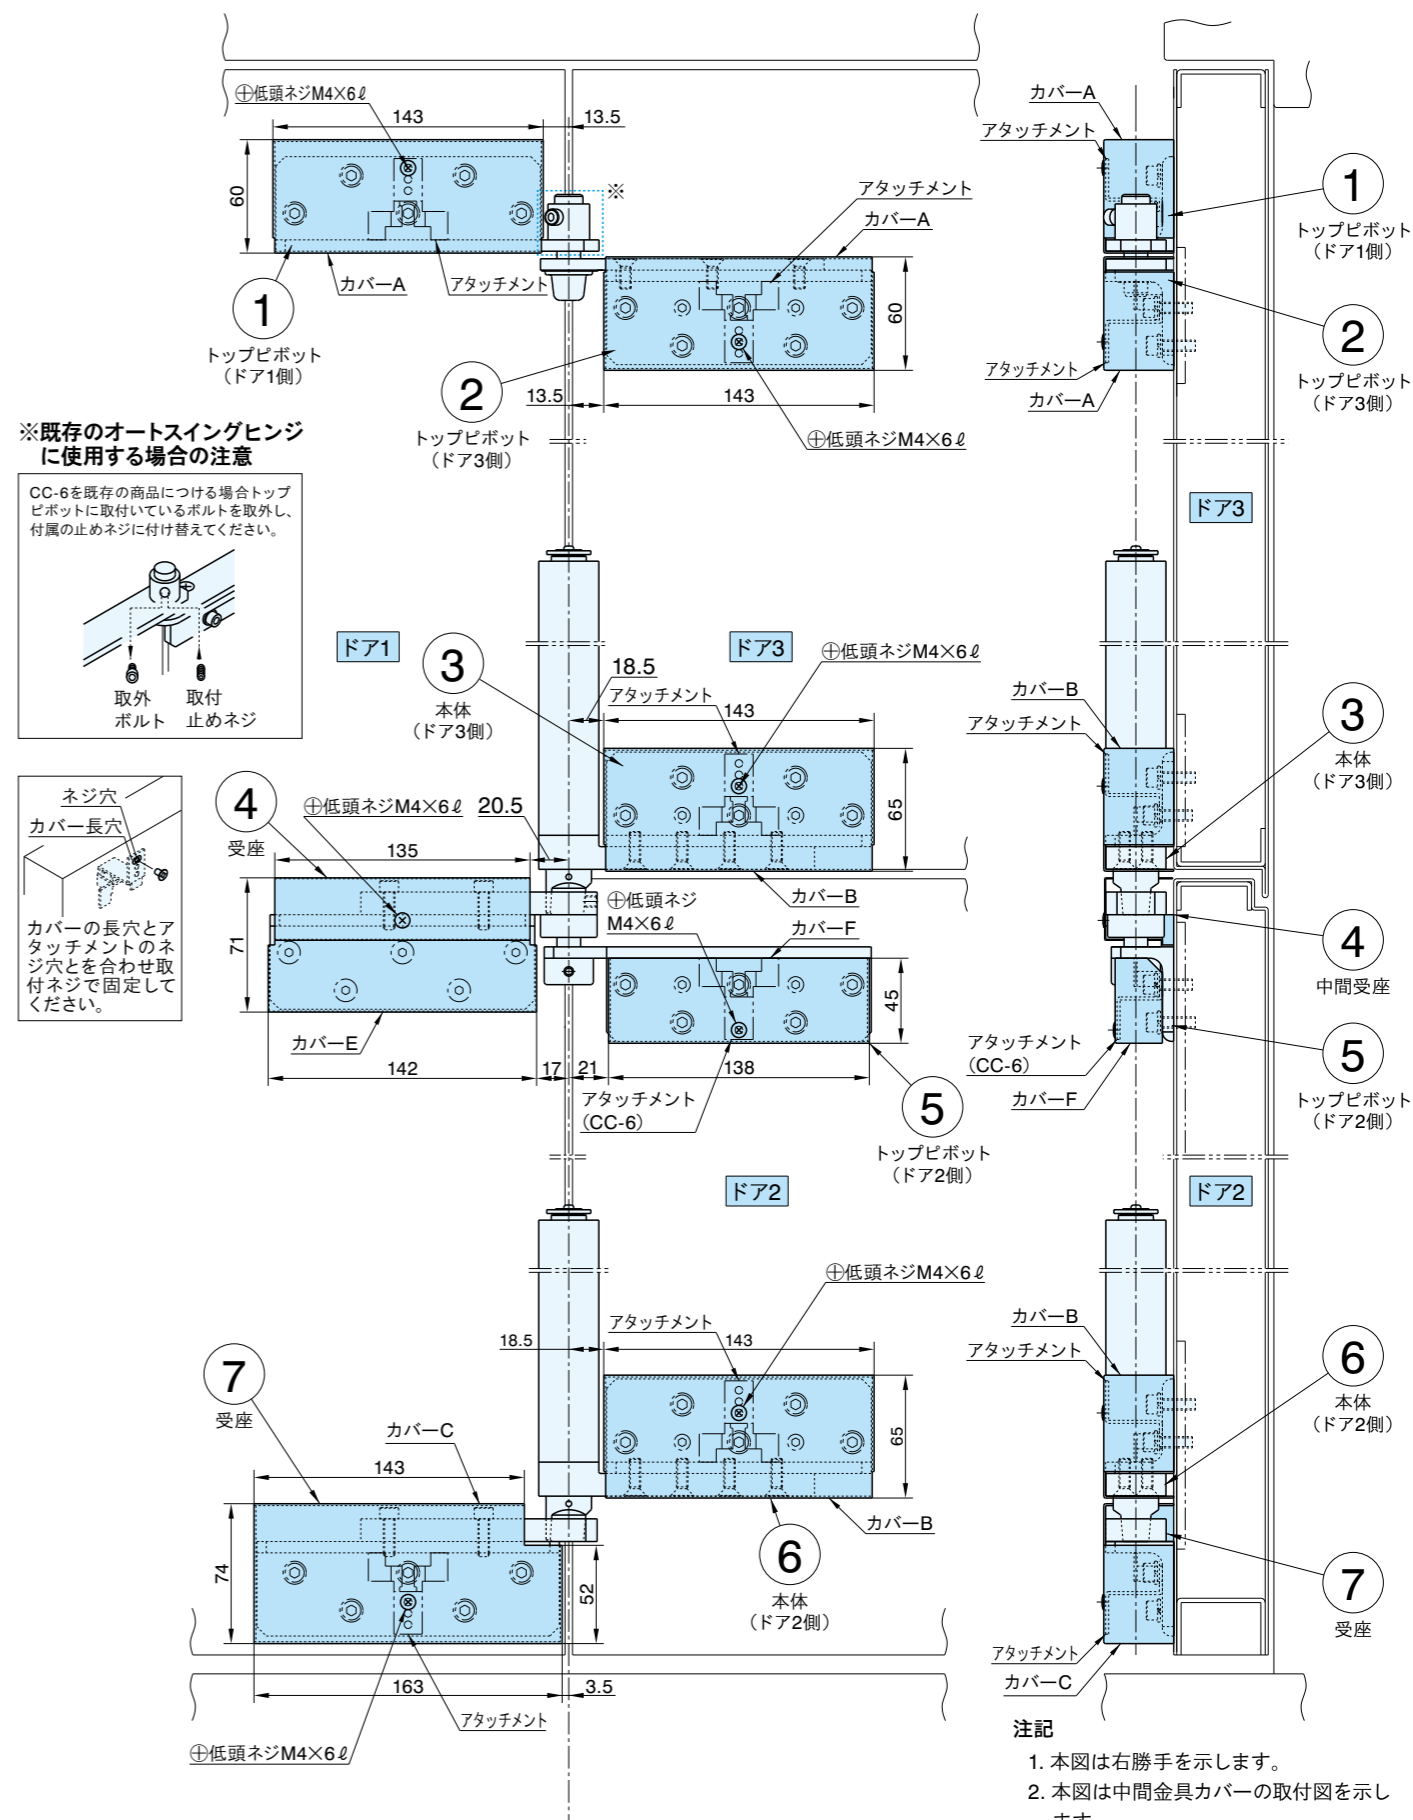 ⊕低頭ネジM4×6ℓ
143
13.5
60
※
カバーA
アタッチメント
1
トップピボット
（ドア1側）
アタッチメント
カバーA
60
2
トップピボット
（ドア3側）
13.5
143
⊕低頭ネジM4×6ℓ
カバーA
アタッチメント
1
トップピボット
（ドア1側）
2
トップピボット
（ドア3側）
アタッチメント
カバーA
※既存のオートスイングヒンジ
に使用する場合の注意
CC-6を既存の商品につける場合トップ
ピボットに取付いているボルトを取外し、
付属の止めネジに付け替えてください。
取外
ボルト
取付
止めネジ
ドア1
3
本体
（ドア3側）
ドア3
18.5
⊕低頭ネジM4×6ℓ
アタッチメント
143
65
カバーB
ドア3
カバーB
アタッチメント
3
本体
（ドア3側）
ネジ穴
カバー長穴
カバーの長穴とア
タッチメントのネ
ジ穴とを合わせ取
付ネジで固定して
ください。
4
受座
⊕低頭ネジM4×6ℓ
20.5
135
71
カバーE
142
17
21
138
⊕低頭ネジ
M4×6ℓ
カバーF
45
アタッチメント
（CC-6）
5
トップピボット
（ドア2側）
4
中間受座
アタッチメント
（CC-6）
カバーF
5
トップピボット
（ドア2側）
ドア2
ドア2
⊕低頭ネジM4×6ℓ
アタッチメント
18.5
143
65
カバーB
6
本体
（ドア2側）
カバーB
アタッチメント
6
本体
（ドア2側）
7
受座
カバーC
143
74
52
163
3.5
アタッチメント
⊕低頭ネジM4×6ℓ
7
受座
アタッチメント
カバーC
注記
1. 本図は右勝手を示します。
2. 本図は中間金具カバーの取付図を示し